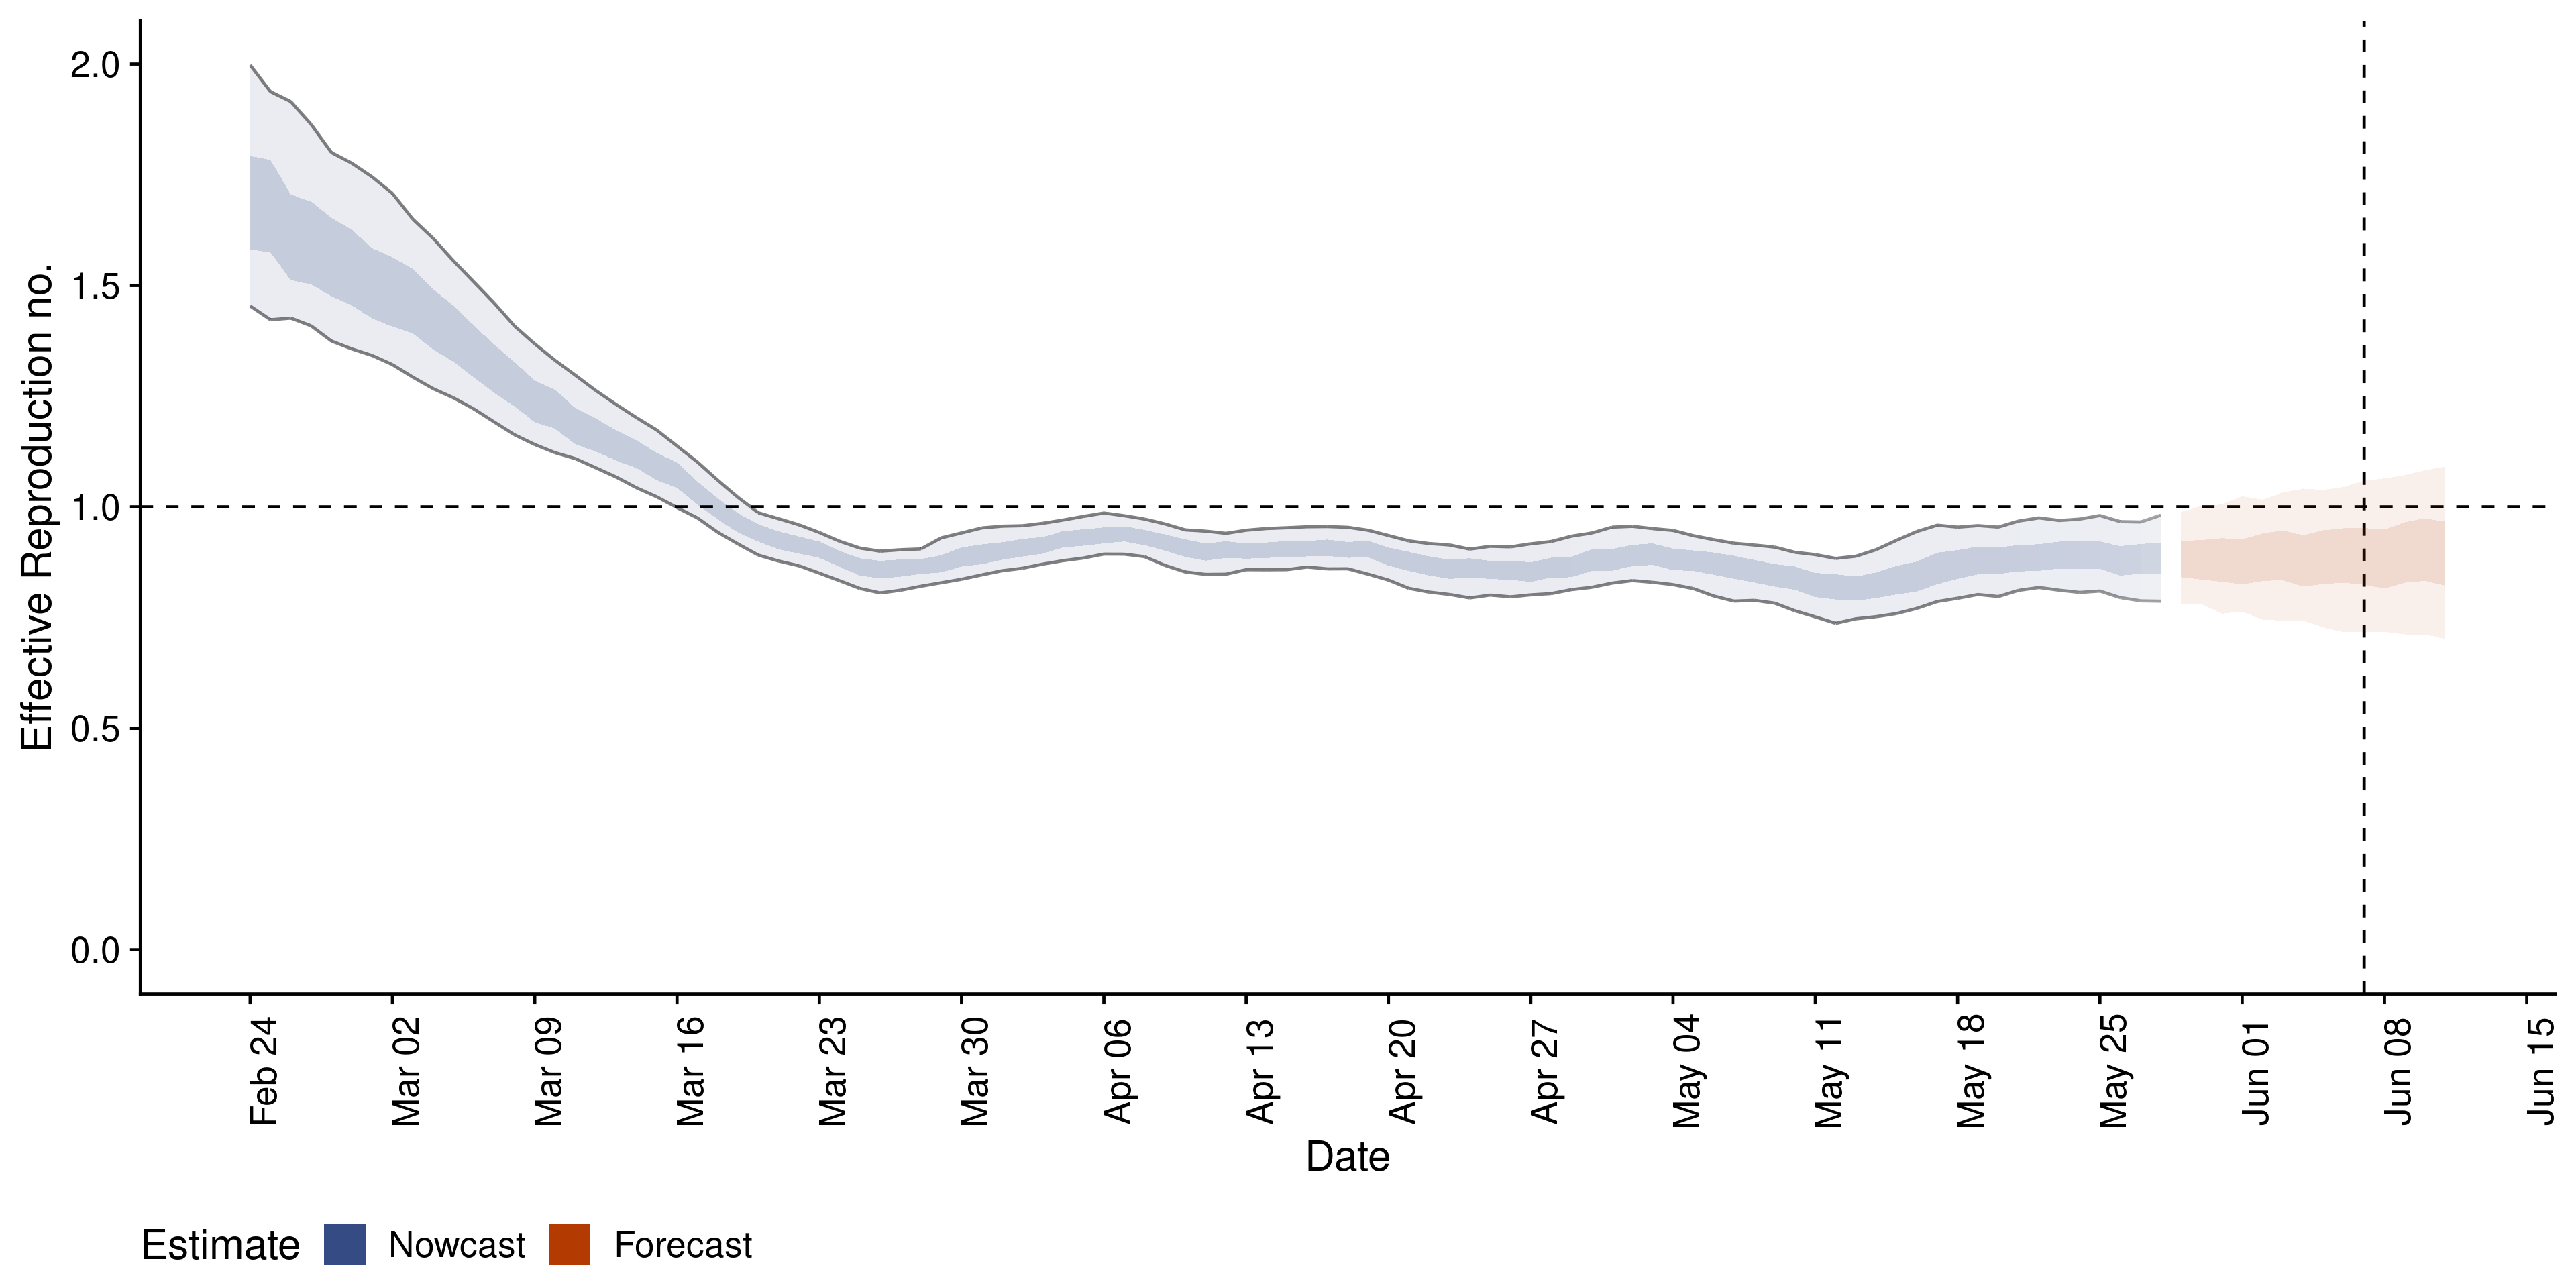 Effective Reproduction no.
2.0
1.5
1.0
0.5
0.0
Feb 24
Mar 02
Mar 09
Mar 16
Mar 23
Mar 30
Apr 06
Apr 13
Apr 20
Apr 27
May 04
May 11
May 18
May 25
Jun 01
Jun 08
Jun 15
Date
Estimate Nowcast Forecast